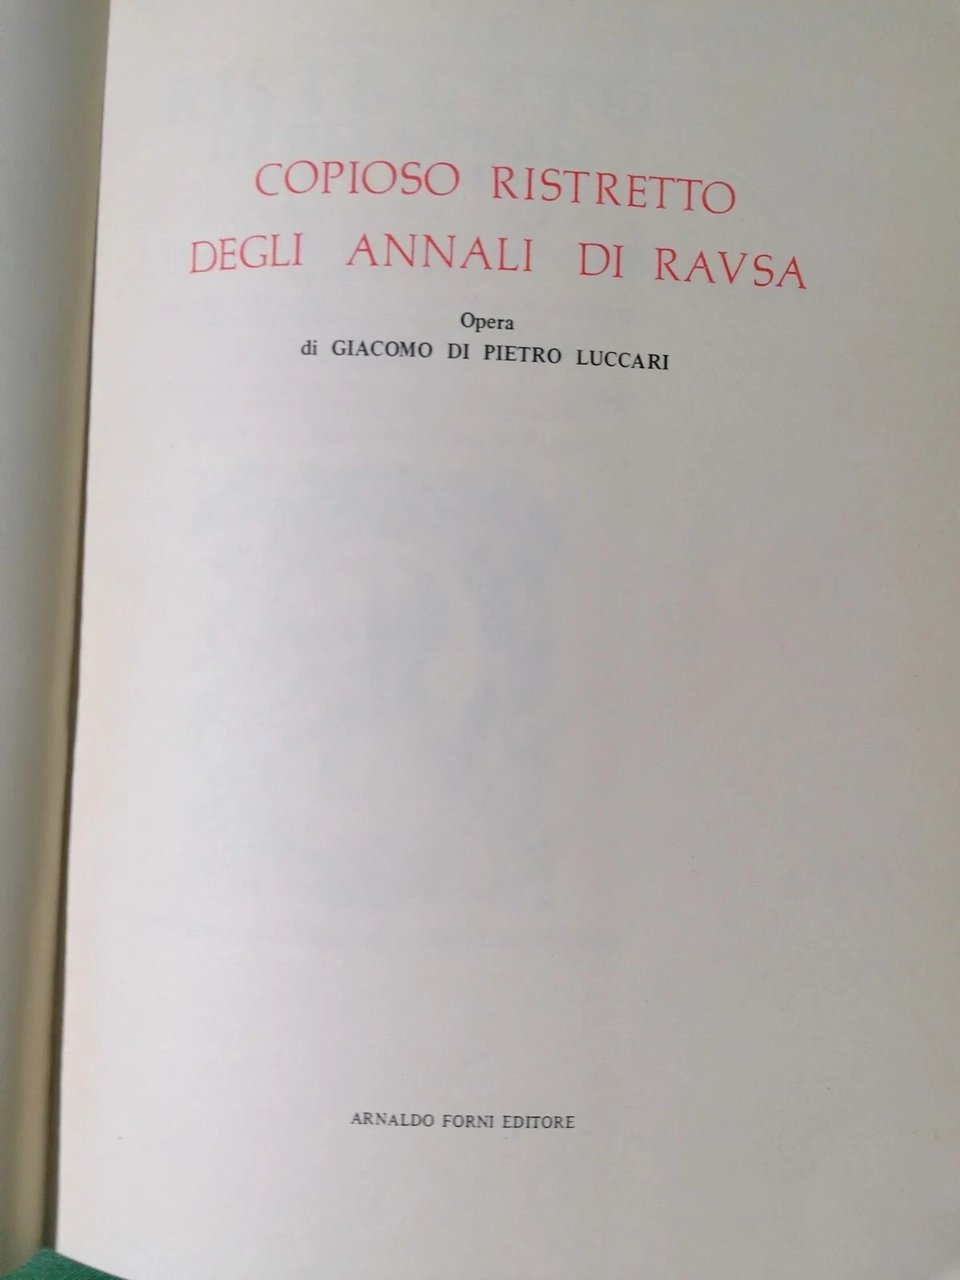 COPIOSO RISTRETTO
DEGLI ANNALI DI RAVSA
Opera
di GIACOMO DI PIETRO LUCCARI
ARNALDO FORNI EDITORE